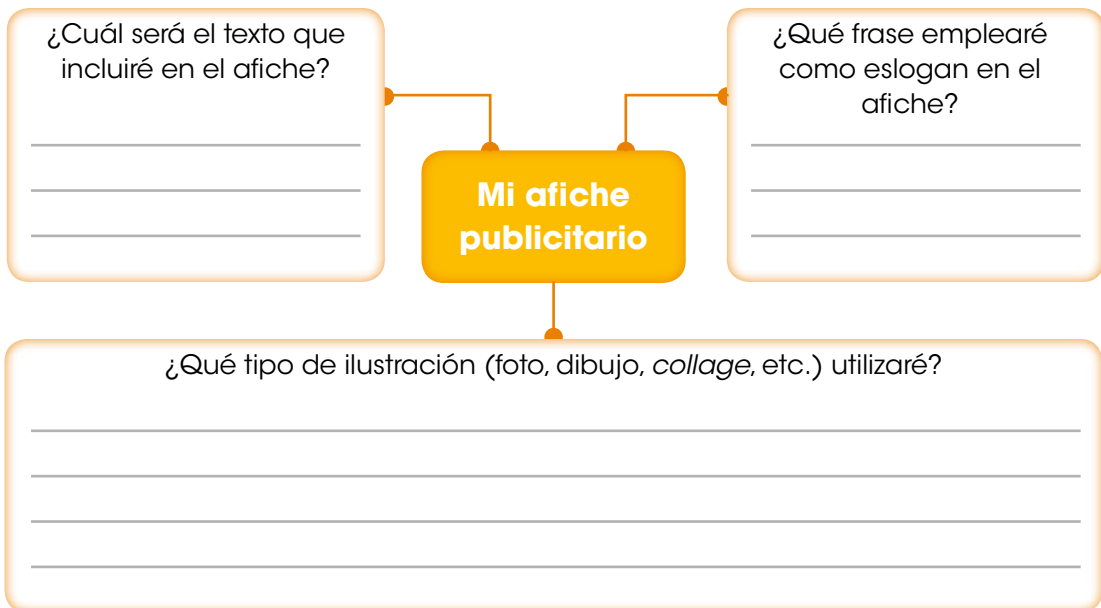 ¿Cuál será el texto que
incluiré en el afiche?
¿Qué frase emplearé
como eslogan en el
afiche?
Mi afiche
publicitario
¿Qué tipo de ilustración (foto, dibujo, collage, etc.) utilizaré?